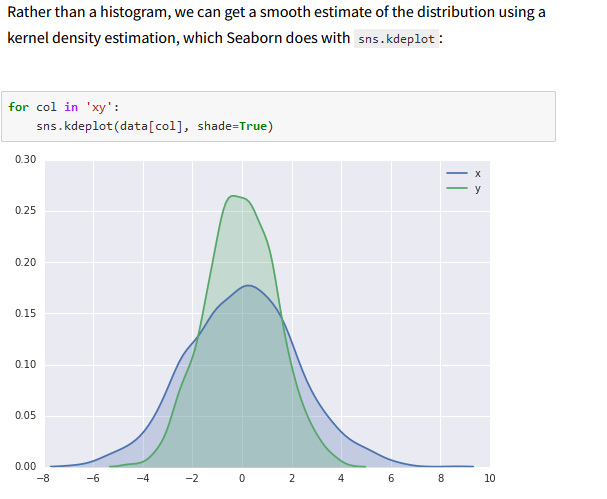 Rather than a histogram, we can get a smooth estimate of the distribution using a
kernel density estimation, which Seaborn does with sns.kdeplot:
for col in 'xy':
    sns.kdeplot(data[col], shade=True)
0.30
0.25
0.20
0.15
0.10
0.05
0.00
x
y
−8 −6 −4 −2 0 2 4 6 8 10